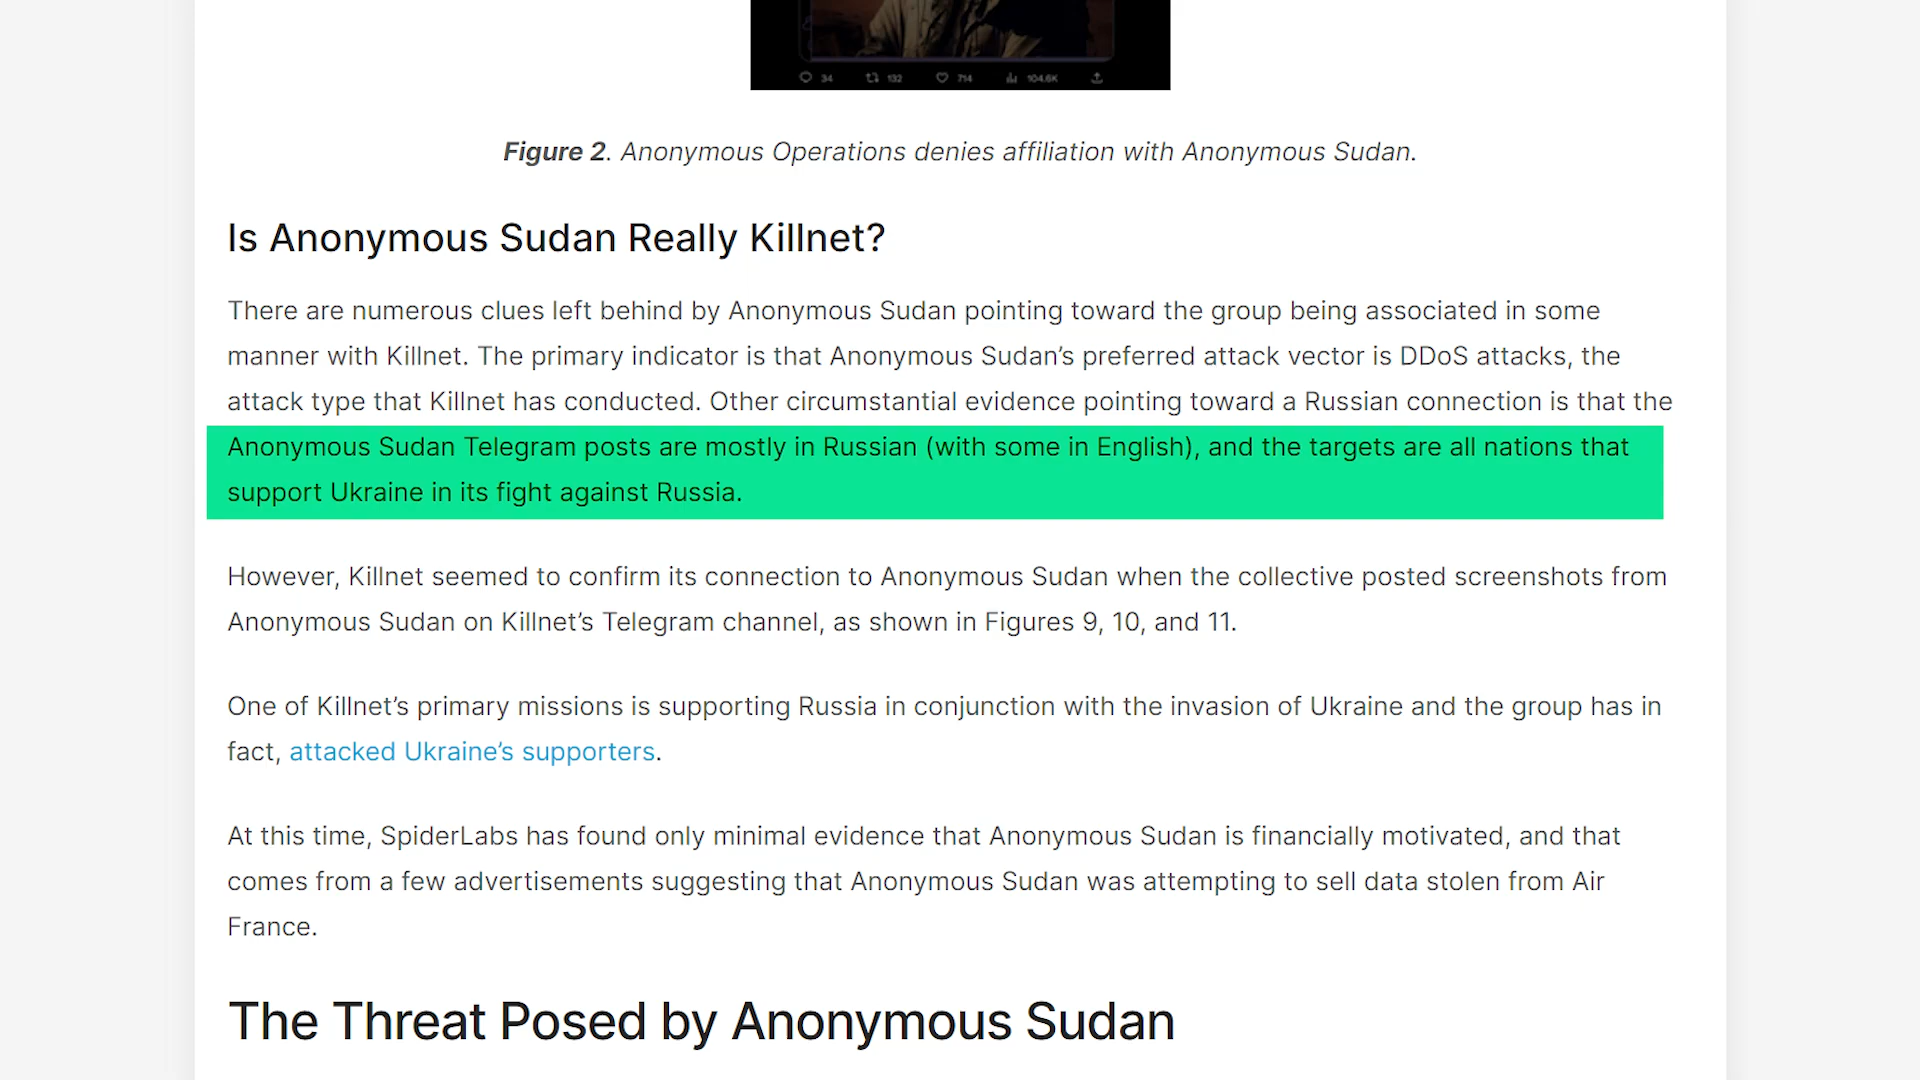 34 132 714 104.6K
Figure 2. Anonymous Operations denies affiliation with Anonymous Sudan.
Is Anonymous Sudan Really Killnet?
There are numerous clues left behind by Anonymous Sudan pointing toward the group being associated in some
manner with Killnet. The primary indicator is that Anonymous Sudan’s preferred attack vector is DDoS attacks, the
attack type that Killnet has conducted. Other circumstantial evidence pointing toward a Russian connection is that the
Anonymous Sudan Telegram posts are mostly in Russian (with some in English), and the targets are all nations that
support Ukraine in its fight against Russia.
However, Killnet seemed to confirm its connection to Anonymous Sudan when the collective posted screenshots from
Anonymous Sudan on Killnet’s Telegram channel, as shown in Figures 9, 10, and 11.
One of Killnet’s primary missions is supporting Russia in conjunction with the invasion of Ukraine and the group has in
fact, attacked Ukraine’s supporters.
At this time, SpiderLabs has found only minimal evidence that Anonymous Sudan is financially motivated, and that
comes from a few advertisements suggesting that Anonymous Sudan was attempting to sell data stolen from Air
France.
The Threat Posed by Anonymous Sudan